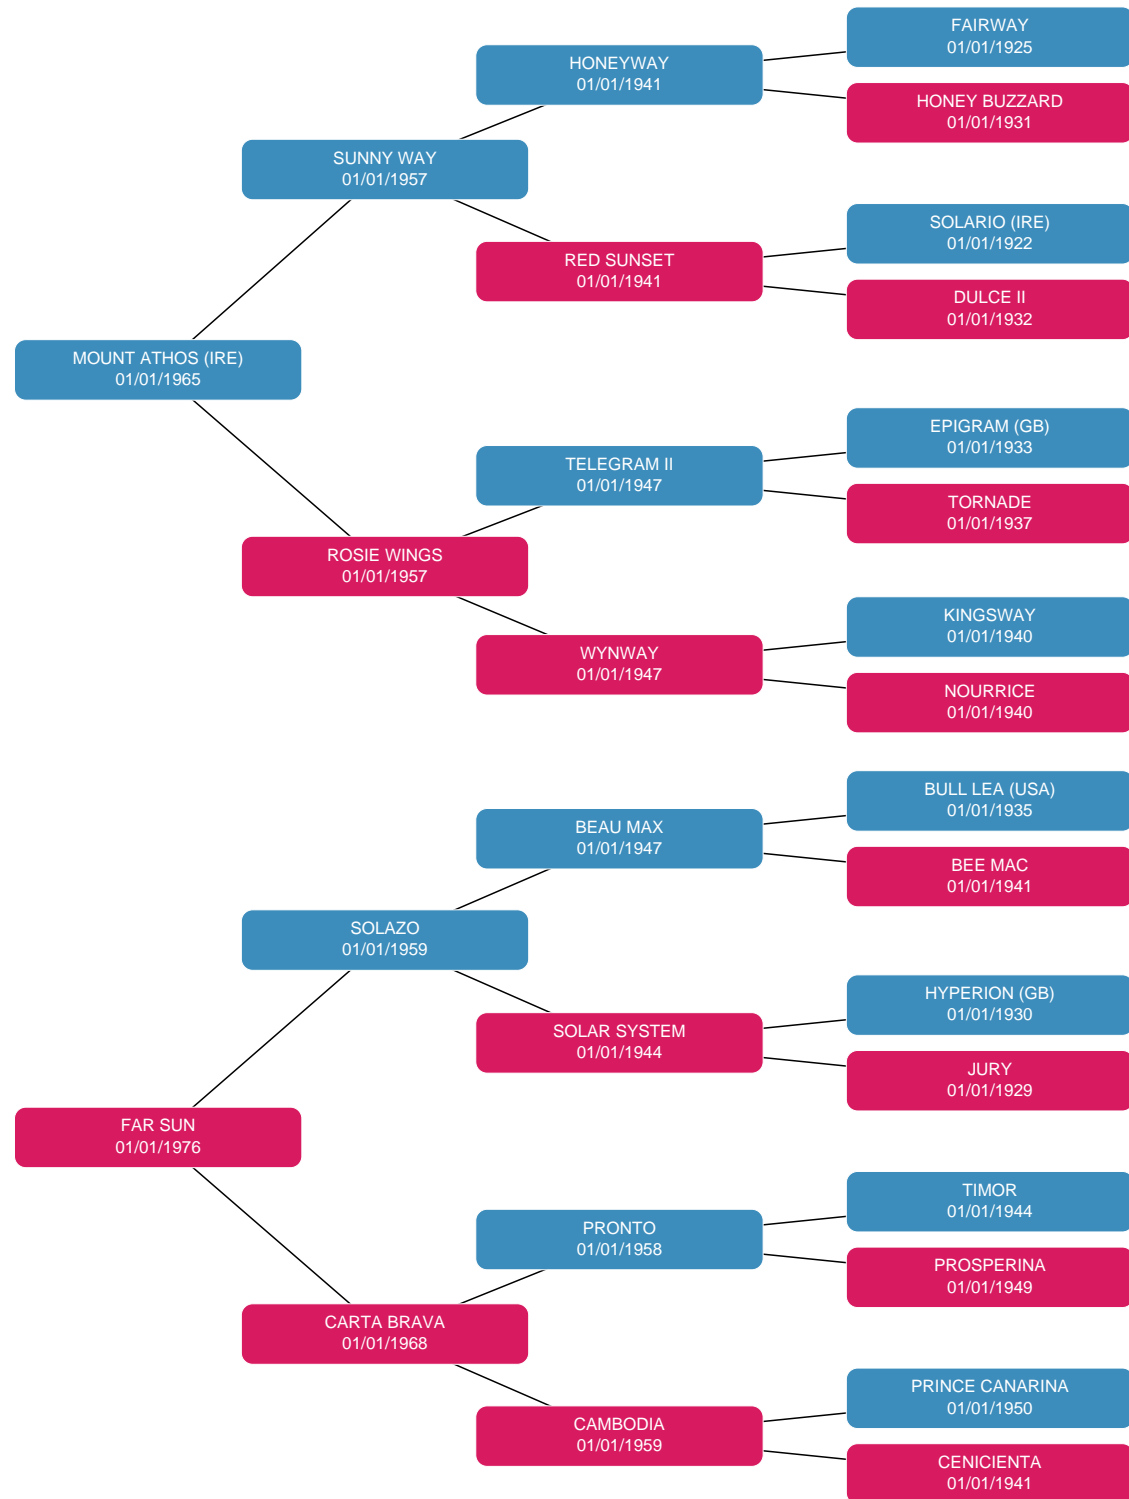 FAIRWAY
01/01/1925
HONEYWAY
01/01/1941
HONEY BUZZARD
01/01/1931
SUNNY WAY
01/01/1957
SOLARIO (IRE)
01/01/1922
RED SUNSET
01/01/1941
DULCE II
01/01/1932
MOUNT ATHOS (IRE)
01/01/1965
EPIGRAM (GB)
01/01/1933
TELEGRAM II
01/01/1947
TORNADE
01/01/1937
ROSIE WINGS
01/01/1957
KINGSWAY
01/01/1940
WYNWAY
01/01/1947
NOURRICE
01/01/1940
BULL LEA (USA)
01/01/1935
BEAU MAX
01/01/1947
BEE MAC
01/01/1941
SOLAZO
01/01/1959
HYPERION (GB)
01/01/1930
SOLAR SYSTEM
01/01/1944
JURY
01/01/1929
FAR SUN
01/01/1976
TIMOR
01/01/1944
PRONTO
01/01/1958
PROSPERINA
01/01/1949
CARTA BRAVA
01/01/1968
PRINCE CANARINA
01/01/1950
CAMBODIA
01/01/1959
CENICIENTA
01/01/1941